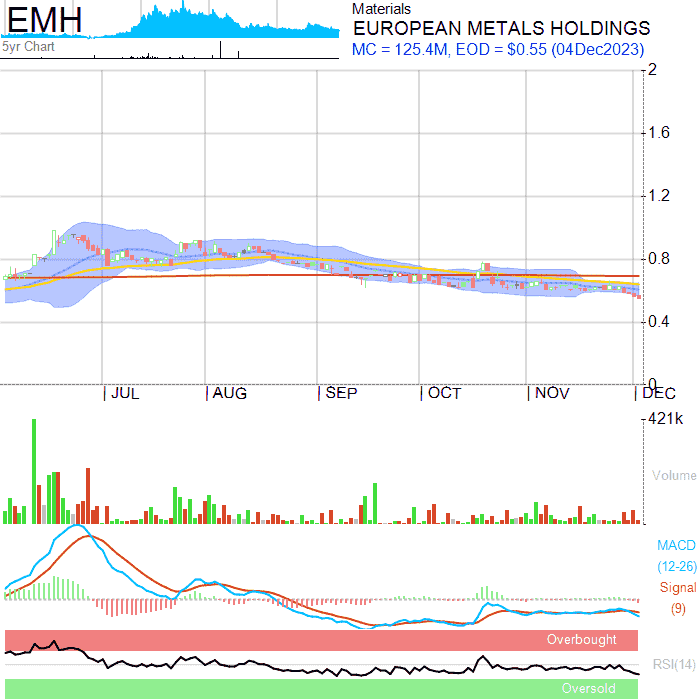 EMH
5yr Chart
Materials
EUROPEAN METALS HOLDINGS
MC = 125.4M, EOD = $0.55 (04Dec2023)
2
1.6
1.2
0.8
0.4
0
JUL AUG SEP OCT NOV DEC
421k
Volume
MACD
(12-26)
Signal
(9)
Overbought
RSI(14)
Oversold